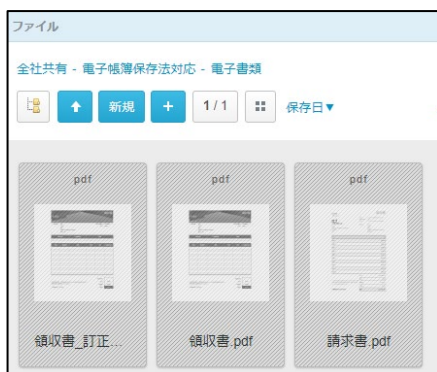 ファイル
全社共有 - 電子帳簿保存法対応 - 電子書類
新規 1 / 1 保存日▼
pdf pdf pdf
領収書_訂正... 領収書.pdf 請求書.pdf